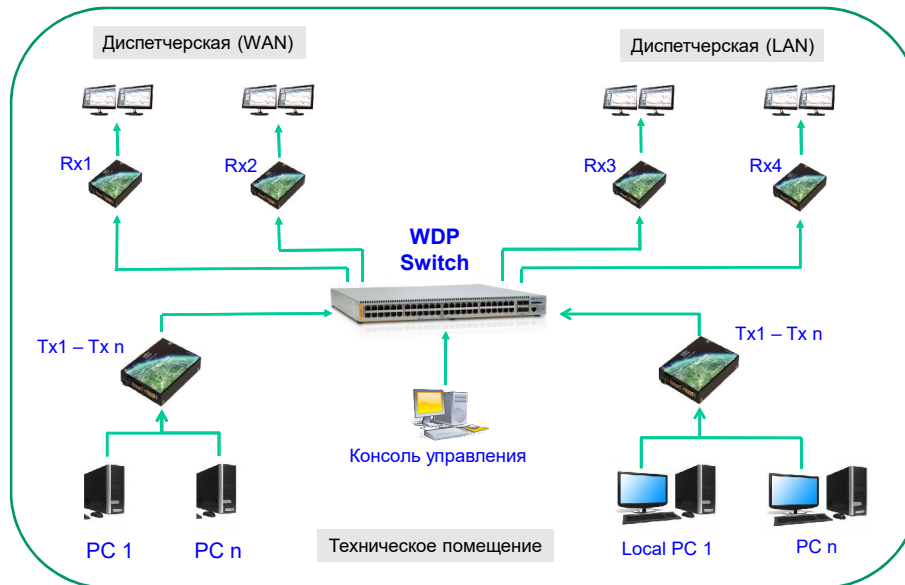 Диспетчерская (WAN)
Диспетчерская (LAN)
Rx1
Rx2
Rx3
Rx4
WDP
Switch
Tx1 – Tx n
Tx1 – Tx n
Консоль управления
PC 1
PC n
Техническое помещение
Local PC 1
PC n